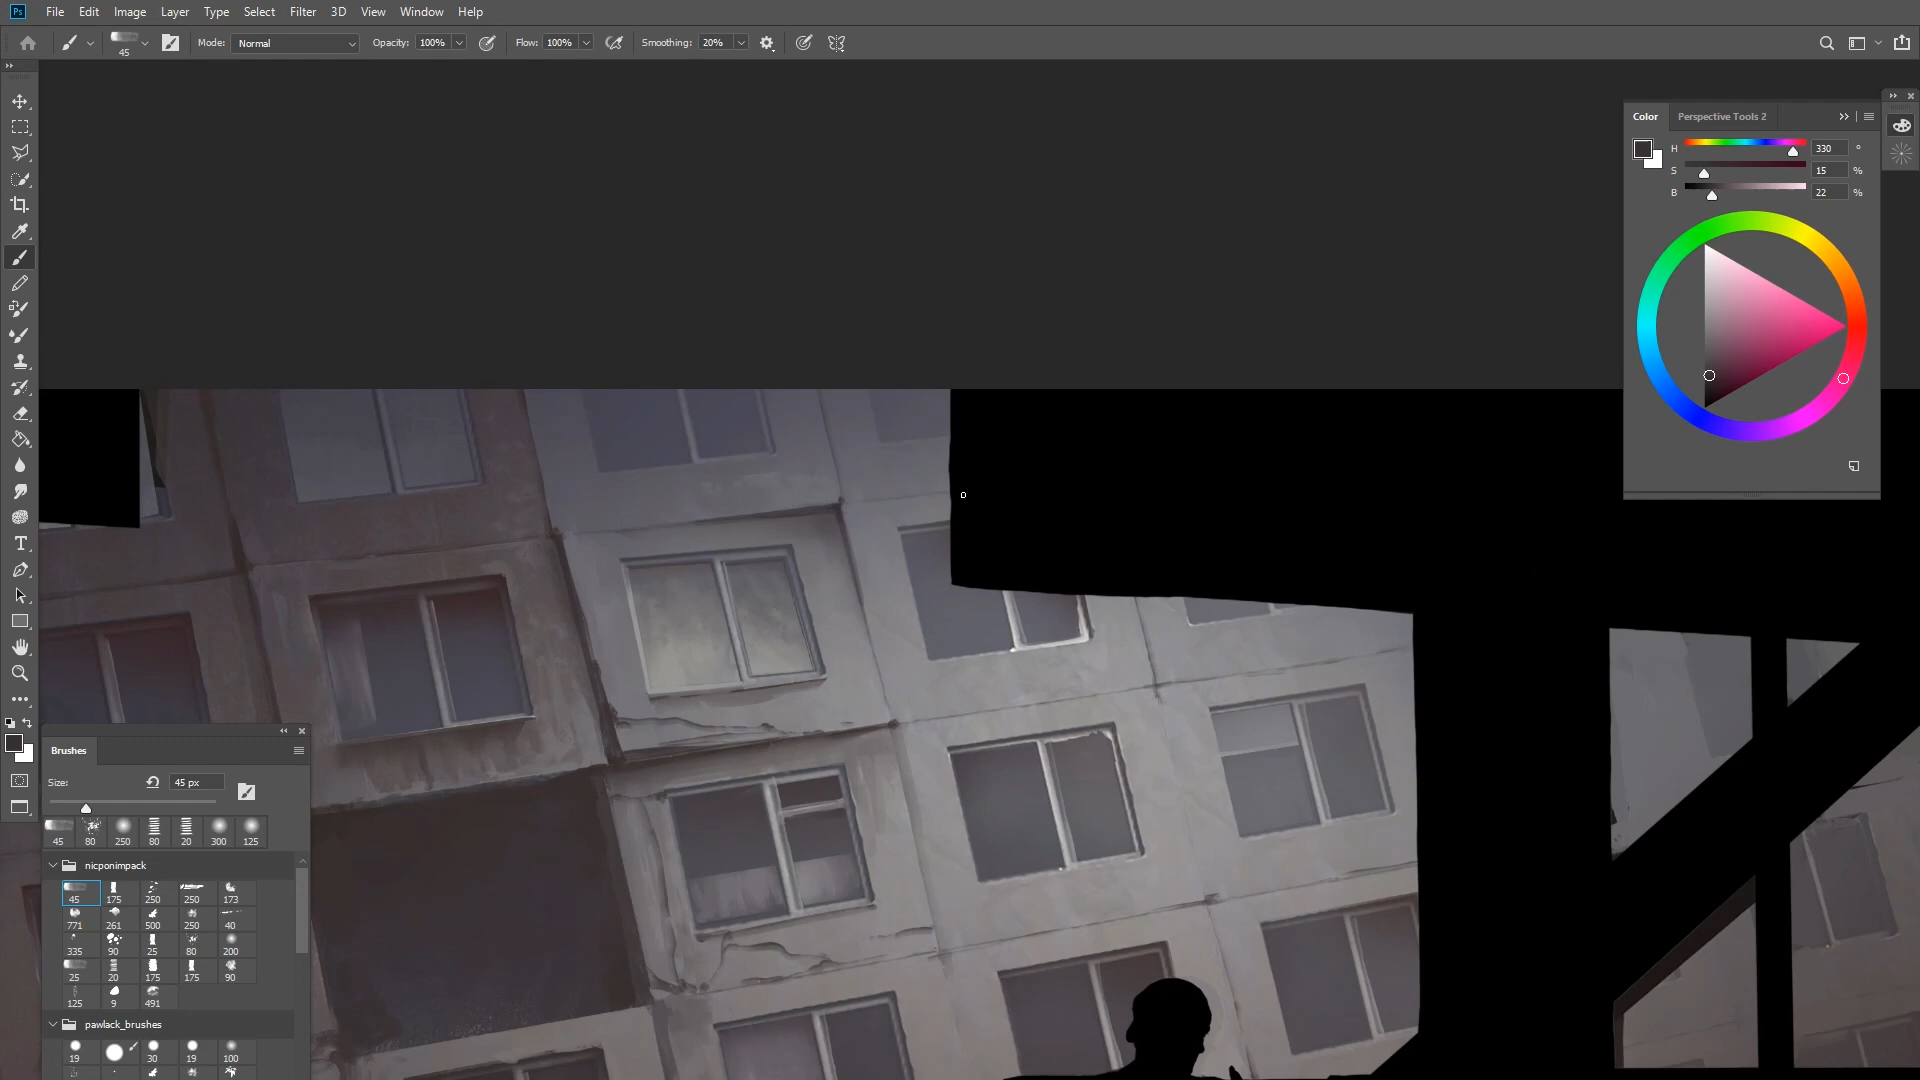 Ps File Edit Image Layer Type Select Filter 3D View Window Help
45 Mode: Normal Opacity: 100% Flow: 100% Smoothing: 20%
Color Perspective Tools 2
H 330 °
S 15 %
B 22 %
T
Brushes
Size: 45 px
45 80 250 80 20 300 125
nicponimpack
45 175 250 250 173
771 261 500 250 40
335 90 25 80 200
25 20 175 175 90
125 9 491
pawlack_brushes
19 30 19 100